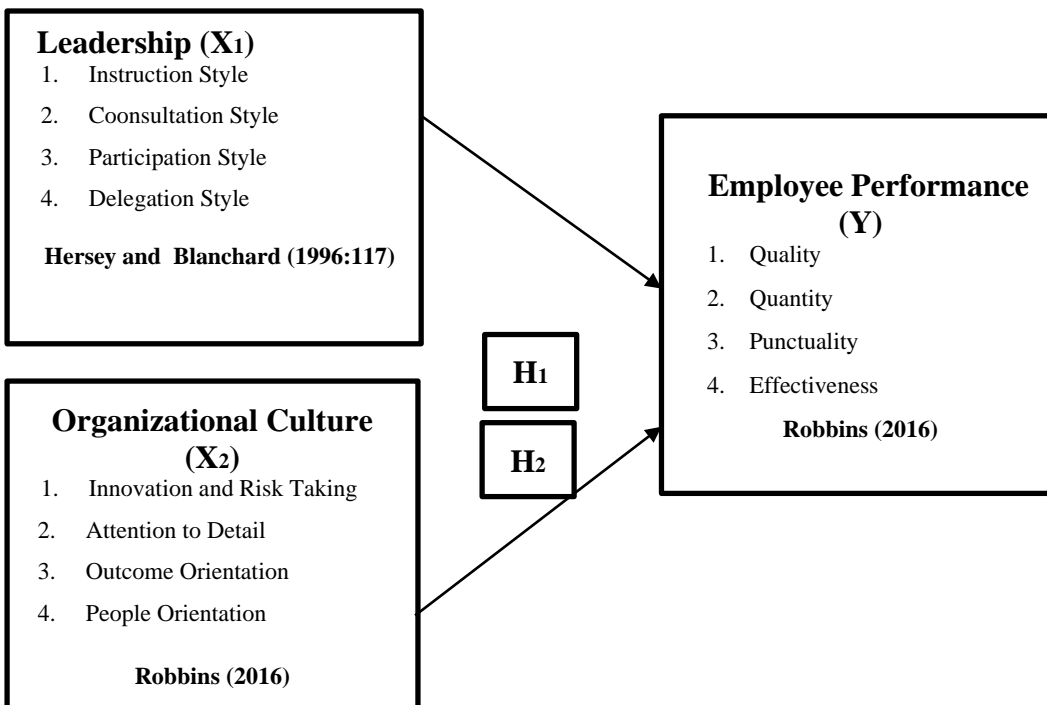 Leadership (X1)
1. Instruction Style
2. Coonsultation Style
3. Participation Style
4. Delegation Style
Hersey and Blanchard (1996:117)
Organizational Culture
(X2)
1. Innovation and Risk Taking
2. Attention to Detail
3. Outcome Orientation
4. People Orientation
Robbins (2016)
H1
H2
Employee Performance
(Y)
1. Quality
2. Quantity
3. Punctuality
4. Effectiveness
Robbins (2016)